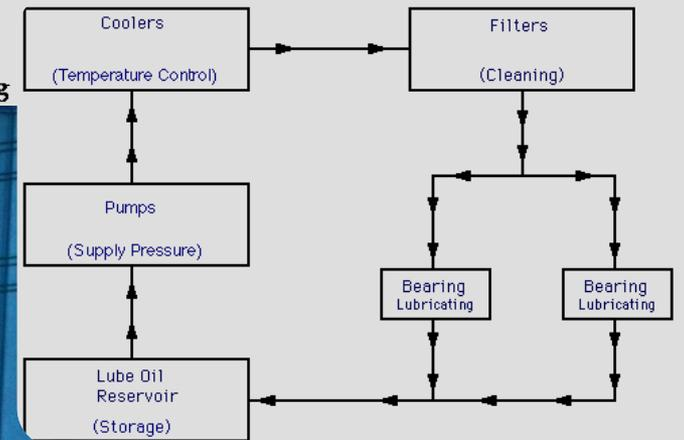 Coolers
(Temperature Control)
Filters
(Cleaning)
g
Pumps
(Supply Pressure)
Bearing
Lubricating
Bearing
Lubricating
Lube Oil
Reservoir
(Storage)